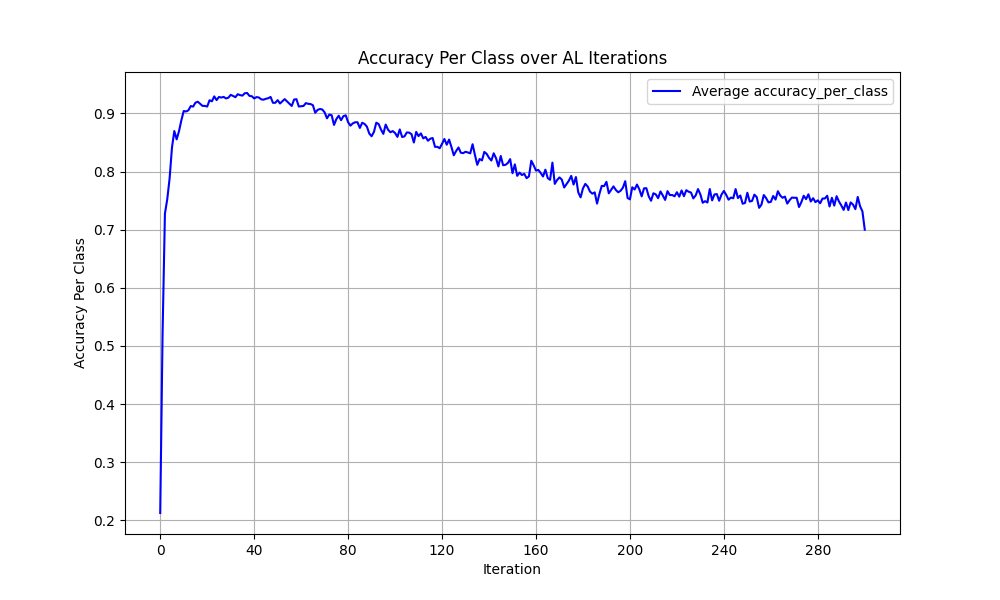 Accuracy Per Class over AL Iterations
Average accuracy_per_class
Accuracy Per Class
0.9
0.8
0.7
0.6
0.5
0.4
0.3
0.2
0 40 80 120 160 200 240 280
Iteration